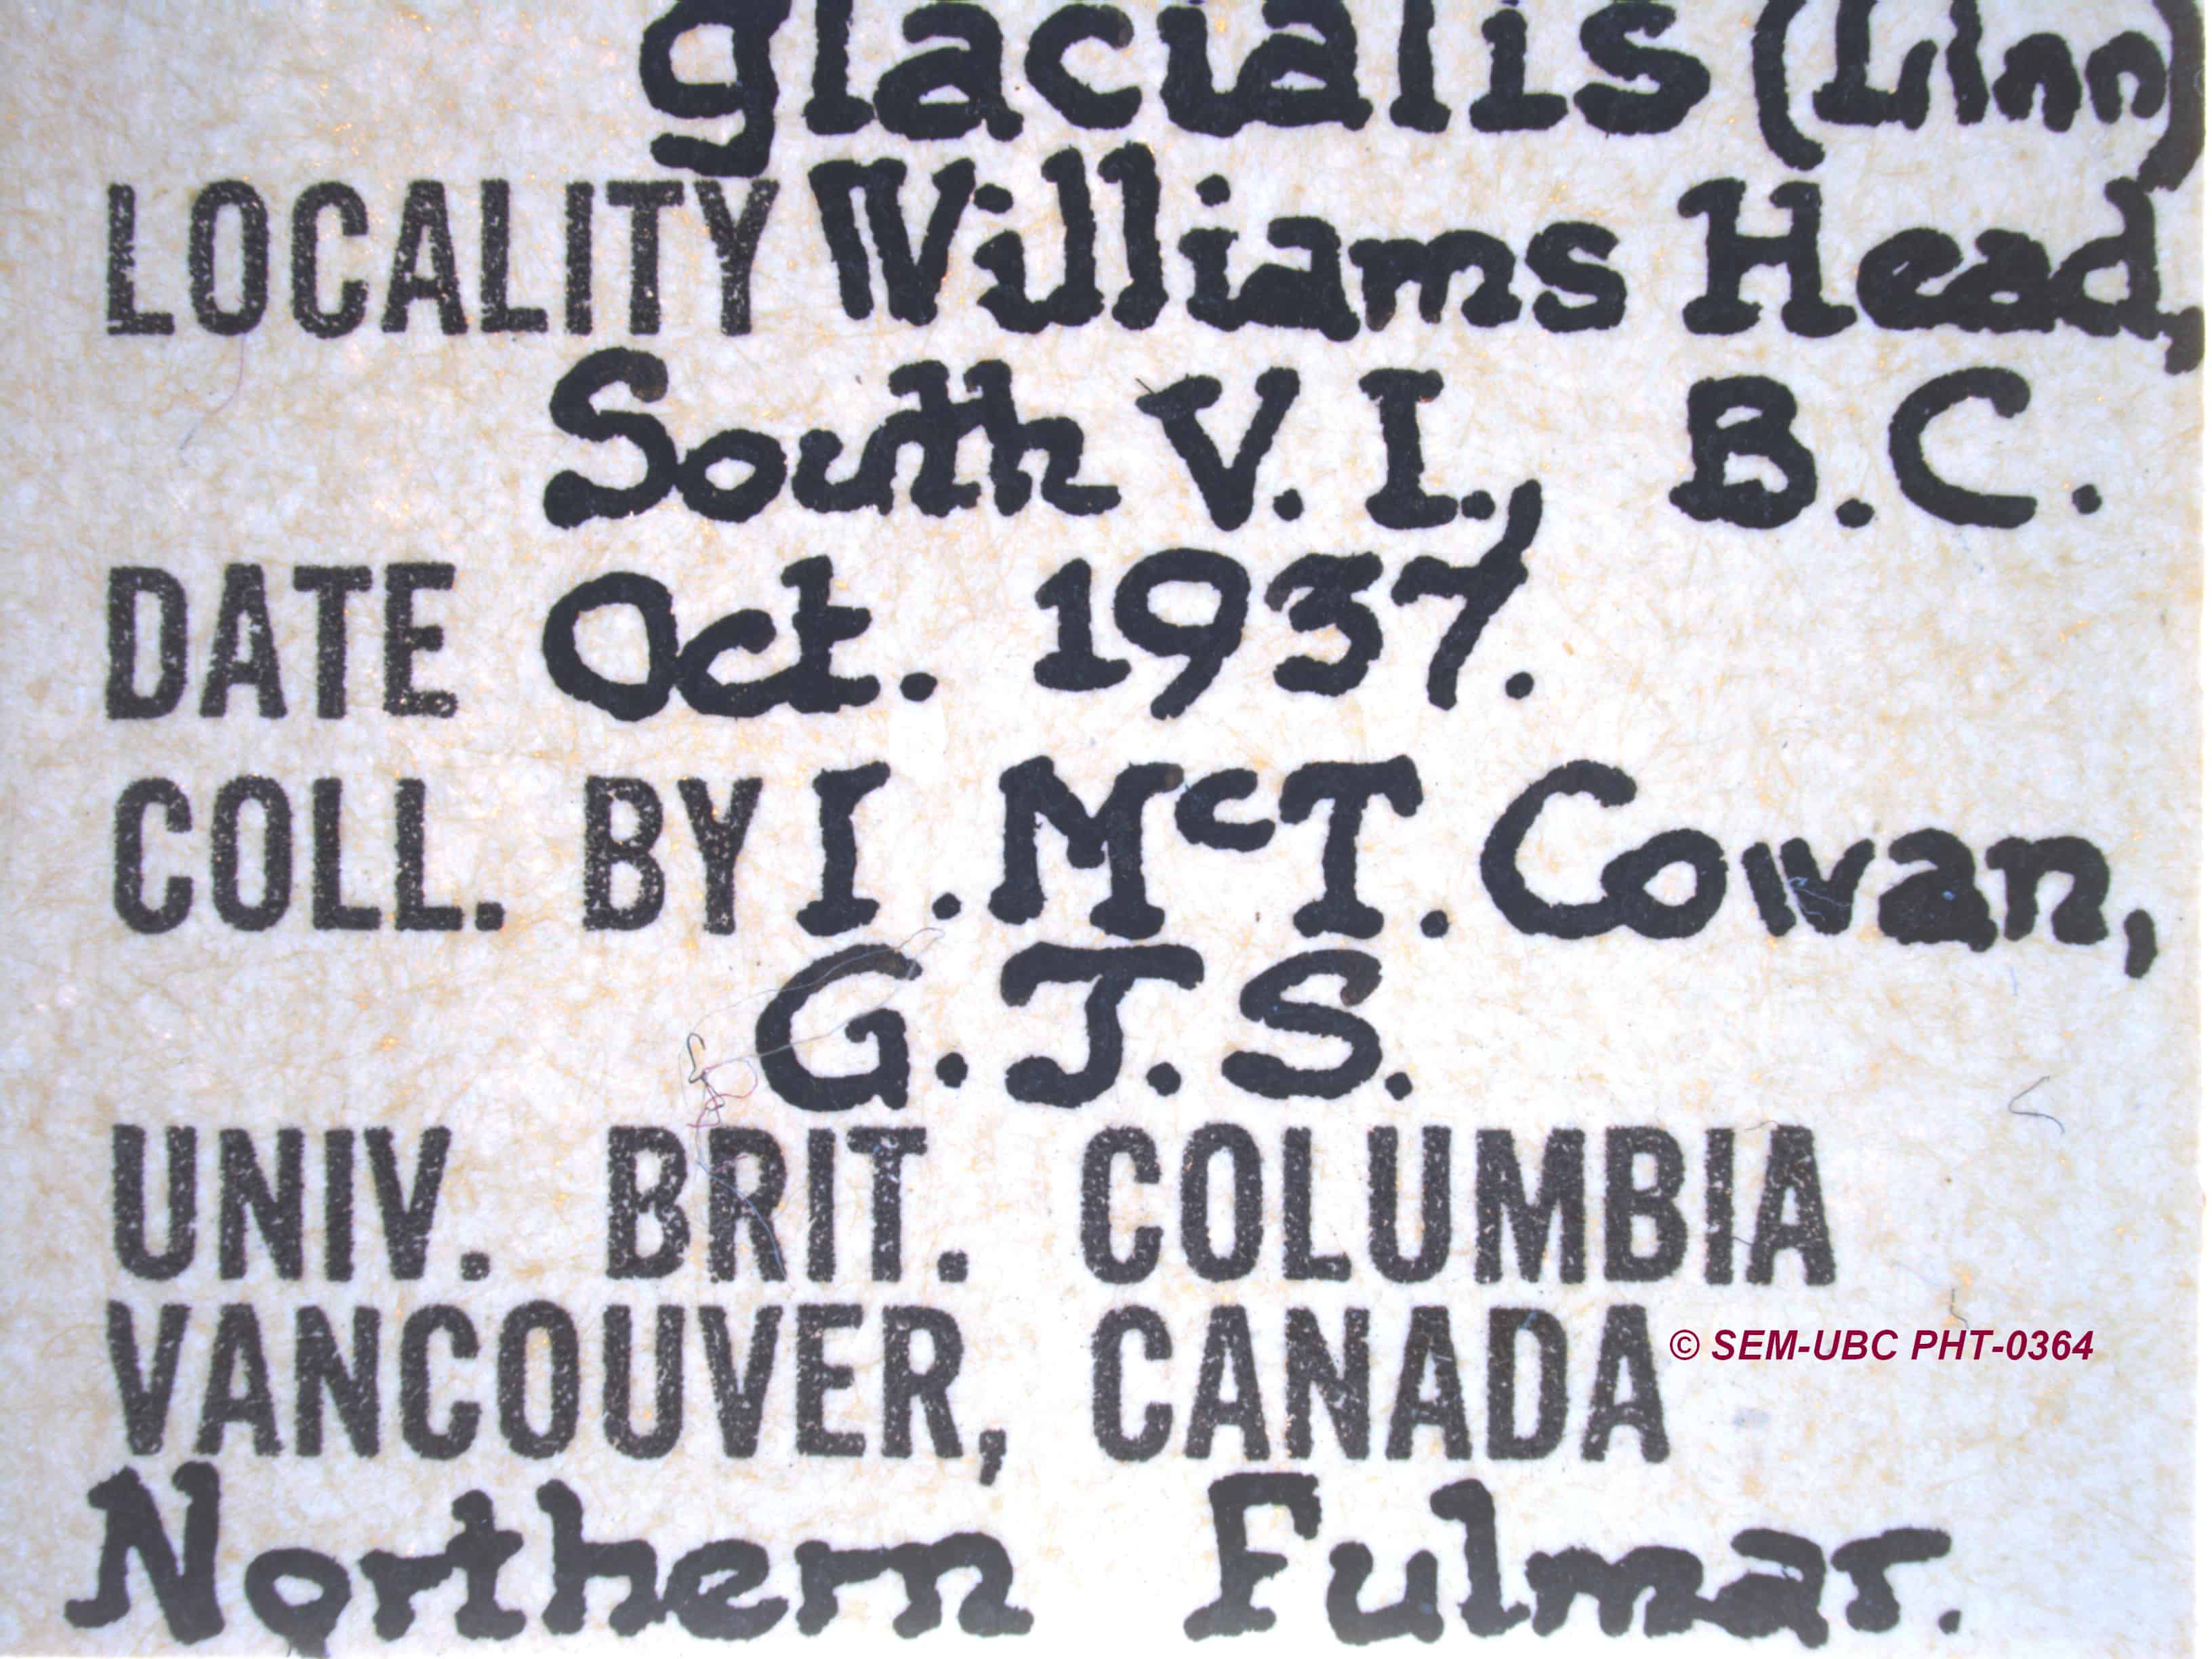 glacialis (Linn)
LOCALITY Williams Head,
South V. I., B.C.
DATE Oct. 1937.
COLL. BY I. McT. Cowan,
G. J. S.
UNIV. BRIT. COLUMBIA
VANCOUVER, CANADA
© SEM-UBC PHT-0364
Northern Fulmar.